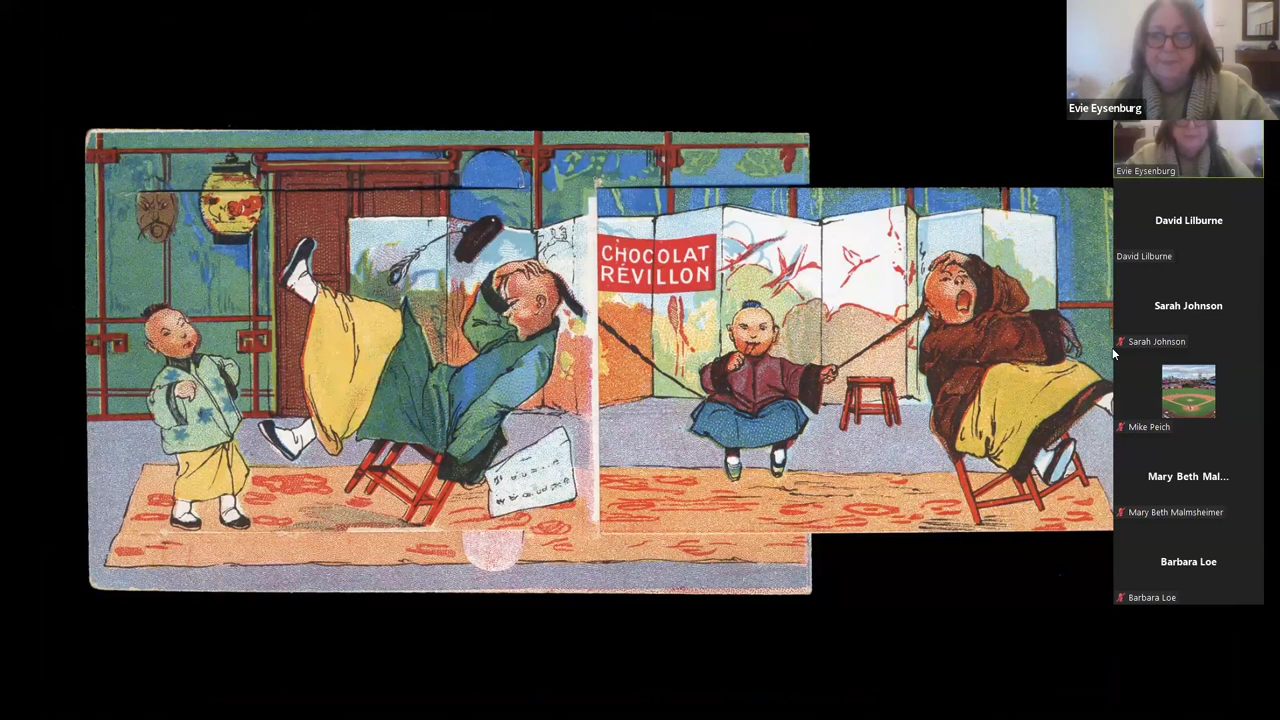 CHOCOLAT
RÉVILLON
Evie Eysenburg
Evie Eysenburg
David Lilburne
David Lilburne
Sarah Johnson
Sarah Johnson
Mike Peich
Mary Beth Mal...
Mary Beth Malmsheimer
Barbara Loe
Barbara Loe